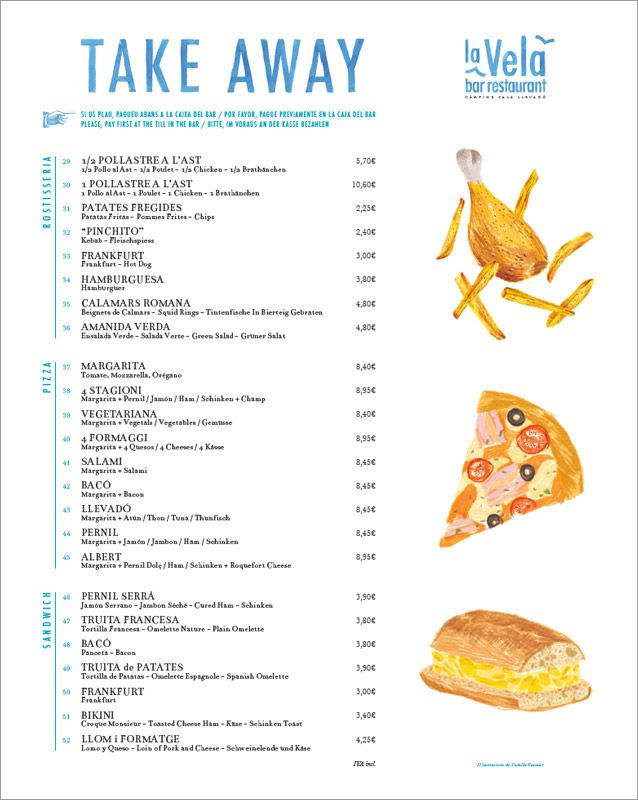 TAKE AWAY
la Vela
bar restaurant
CÀMPING CALA LLEVADÓ
SI US PLAU, PAGUEU ABANS A LA CAIXA DEL BAR / POR FAVOR, PAGUE PREVIAMENTE EN LA CAJA DEL BAR
PLEASE, PAY FIRST AT THE TILL IN THE BAR / BITTE, IM VORAUS AN DER KASSE BEZAHLEN
ROSTISSERIA
29 1/2 POLLASTRE A L'AST 5,70€
1/2 Pollo al Ast - 1/2 Poulet - 1/2 Chicken - 1/2 Brathänchen
30 1 POLLASTRE A L'AST 10,60€
1 Pollo al Ast - 1 Poulet - 1 Chicken - 1 Brathänchen
31 PATATES FREGIDES 2,25€
Patatas Fritas - Pommes Frites - Chips
32 "PINCHITO" 2,40€
Kebab - Fleischspiess
33 FRANKFURT 3,00€
Frankfurt - Hot Dog
34 HAMBURGUESA 3,80€
Hamburguer
35 CALAMARS ROMANA 4,80€
Beignets de Calmars - Squid Rings - Tintenfische In Bierteig Gebraten
36 AMANIDA VERDA 4,80€
Ensalada Verde - Salada Verte - Green Salad - Grüner Salat
PIZZA
37 MARGARITA 8,40€
Tomate, Mozzarella, Orégano
38 4 STAGIONI 8,95€
Margarita + Pernil / Jamón / Ham / Schinken + Champ
39 VEGETARIANA 8,40€
Margarita + Vegetals / Vegetables / Gemüsse
40 4 FORMAGGI 8,95€
Margarita + 4 Quesos / 4 Cheeses / 4 Kässe
41 SALAMI 8,45€
Margarita + Salami
42 BACÓ 8,45€
Margarita + Bacon
43 LLEVADÓ 8,45€
Margarita + Atún / Thon / Tuna / Thunfisch
44 PERNIL 8,45€
Margarita + Jamón / Jambon / Ham / Schinken
45 ALBERT 8,95€
Margarita + Pernil Dolç / Ham / Schinken + Roquefort Cheese
SANDWICH
46 PERNIL SERRÀ 3,90€
Jamón Serrano - Jambon Séché - Cured Ham - Schinken
47 TRUITA FRANCESA 3,80€
Tortilla Francesa - Omelette Nature - Plain Omelette
48 BACÓ 3,80€
Panceta - Bacon
49 TRUITA de PATATES 3,90€
Tortilla de Patatas - Omelette Espagnole - Spanish Omelette
50 FRANKFURT 3,00€
Frankfurt
51 BIKINI 3,40€
Croque Monsieur - Toasted Cheese Ham - Käse - Schinken Toast
52 LLOM i FORMATGE 4,25€
Lomo y Queso - Loin of Pork and Cheese - Schweinelende und Käse
IVA incl.
Il·lustracions de Camille